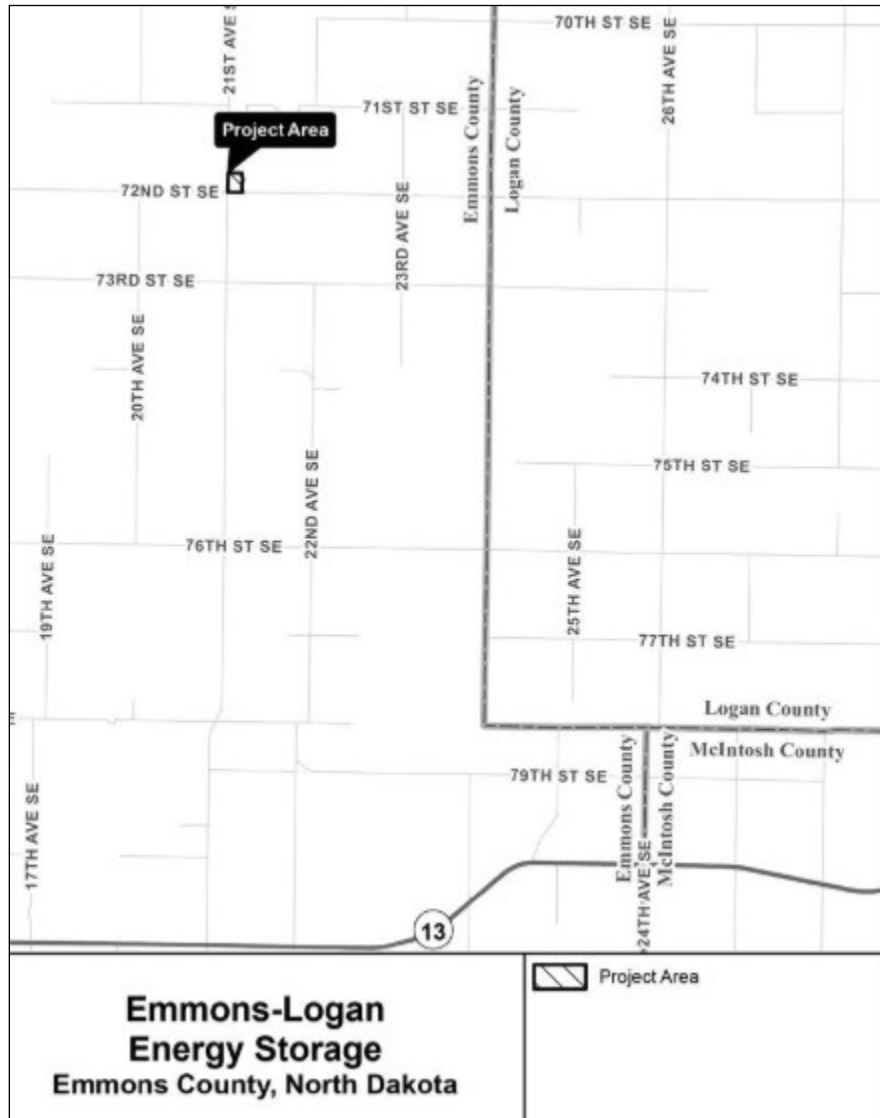 70TH ST SE
21ST AVE S
26TH AVE SE
71ST ST SE
Emmons County
Logan County
Project Area
72ND ST SE
23RD AVE SE
73RD ST SE
20TH AVE SE
74TH ST SE
75TH ST SE
22ND AVE SE
76TH ST SE
19TH AVE SE
25TH AVE SE
77TH ST SE
Logan County
McIntosh County
79TH ST SE
Emmons County
McIntosh County
17TH AVE SE
24TH AVE SE
13
Emmons-Logan
Energy Storage
Emmons County, North Dakota
Project Area